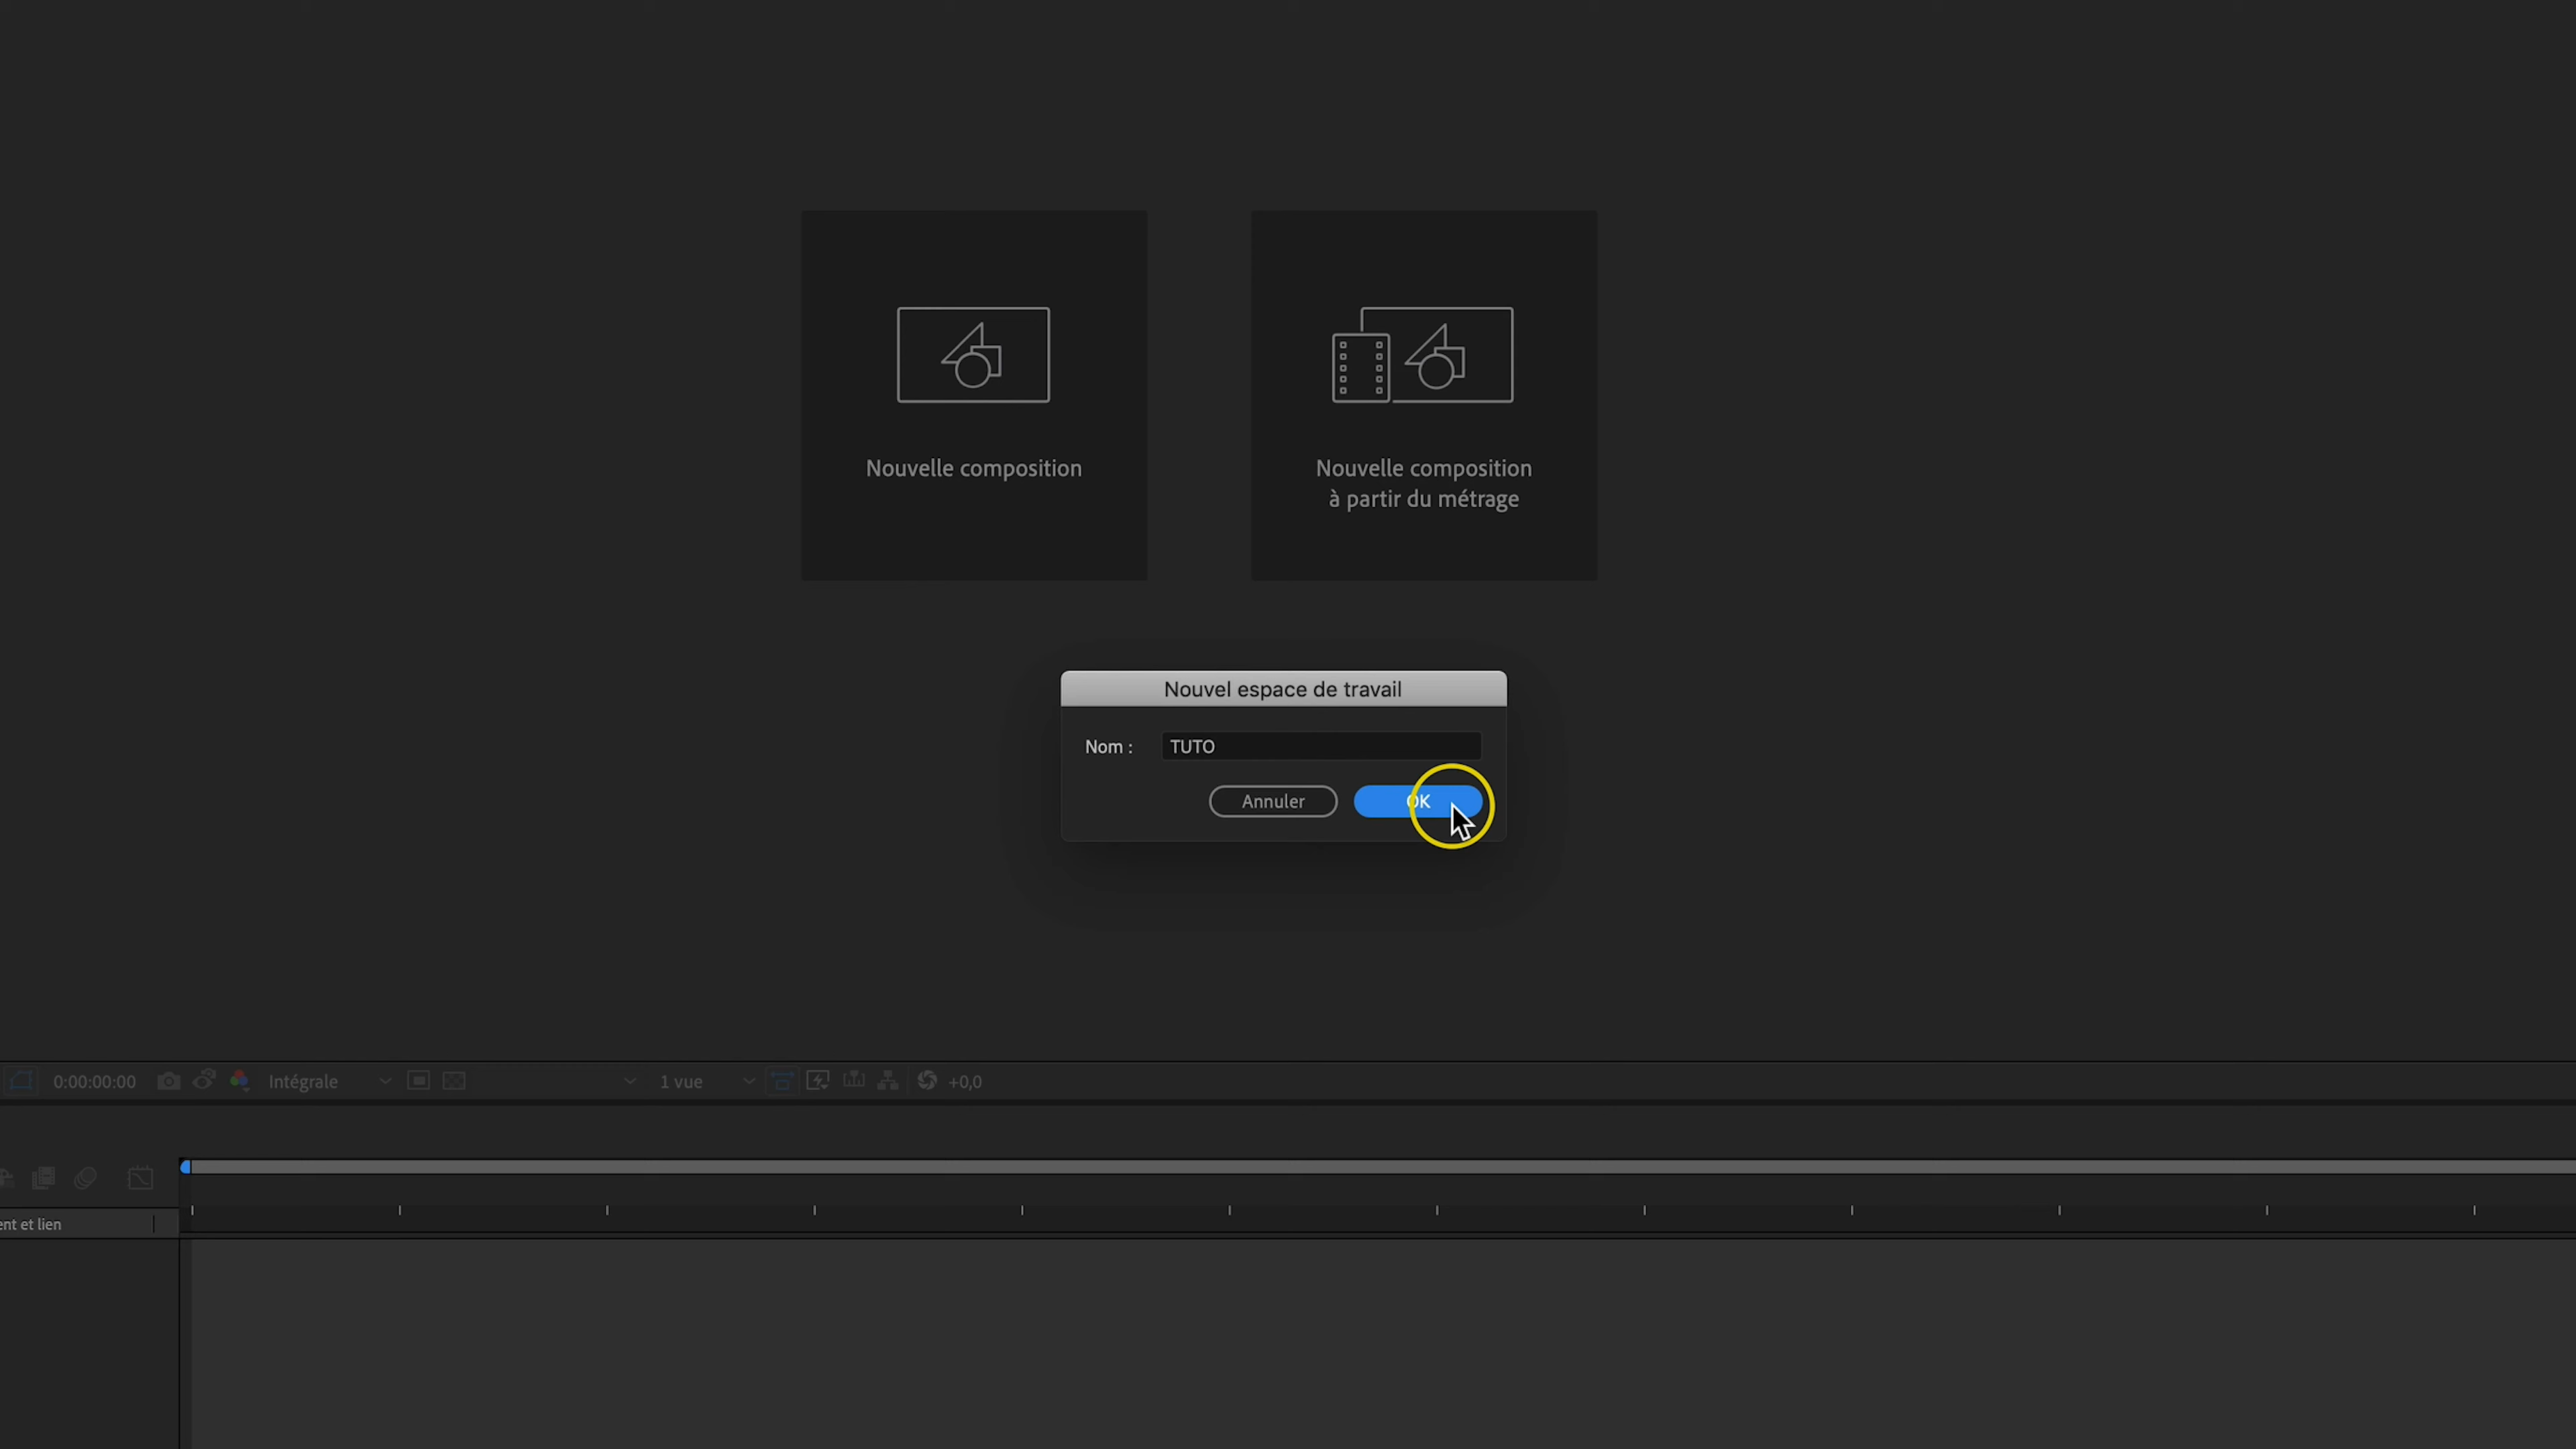 Nouvelle composition
Nouvelle composition
à partir du métrage
Nouvel espace de travail
Nom :
TUTO
Annuler
OK
0:00:00:00
Intégrale
1 vue
+0,0
et lien